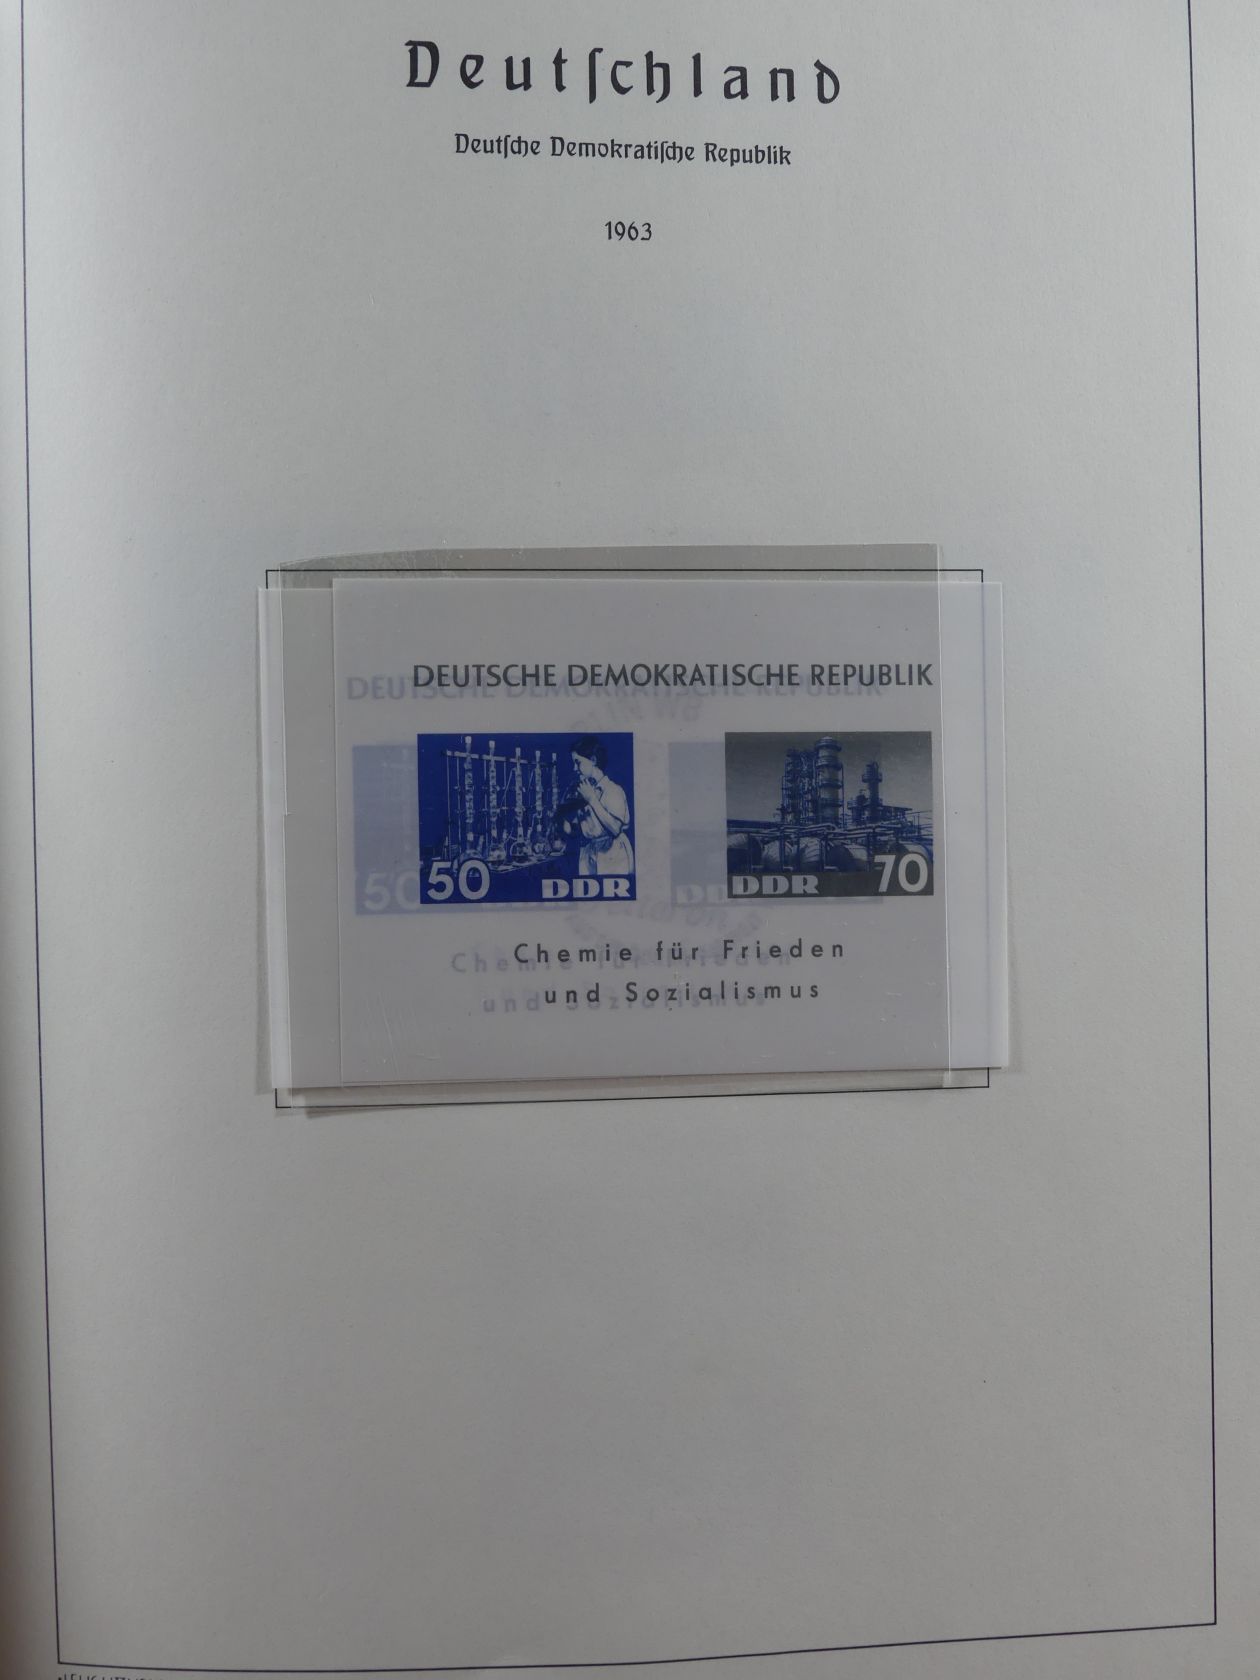 Deutſchland
Deutſche Demokratiſche Republik
1963
DEUTSCHE DEMOKRATISCHE REPUBLIK
50 DDR
DDR 70
Chemie für Frieden
und Sozialismus